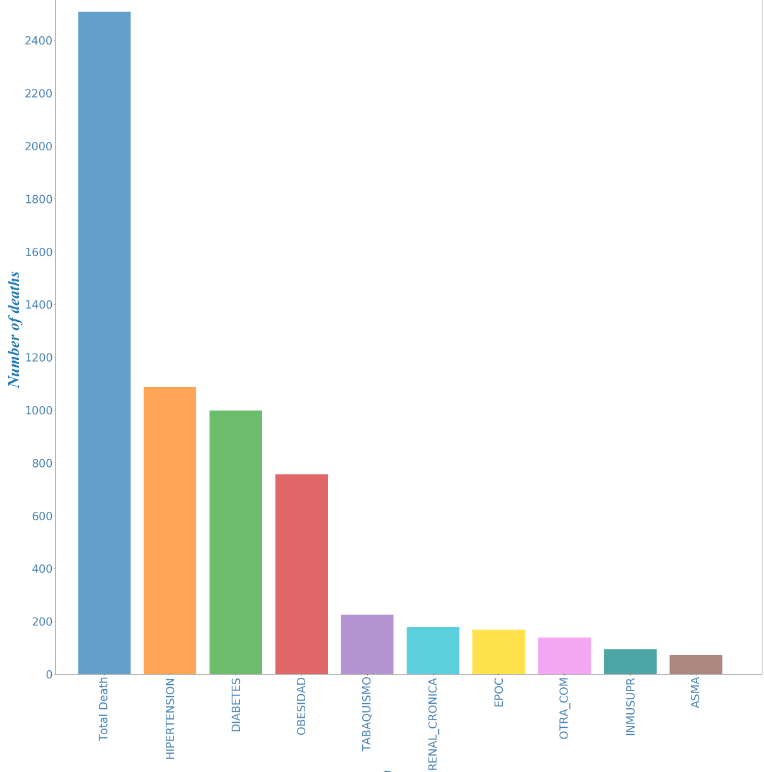 Number of deaths
2400
2200
2000
1800
1600
1400
1200
1000
800
600
400
200
0
Total Death
HIPERTENSION
DIABETES
OBESIDAD
TABAQUISMO
RENAL_CRONICA
EPOC
OTRA_COM
INMUSUPR
ASMA